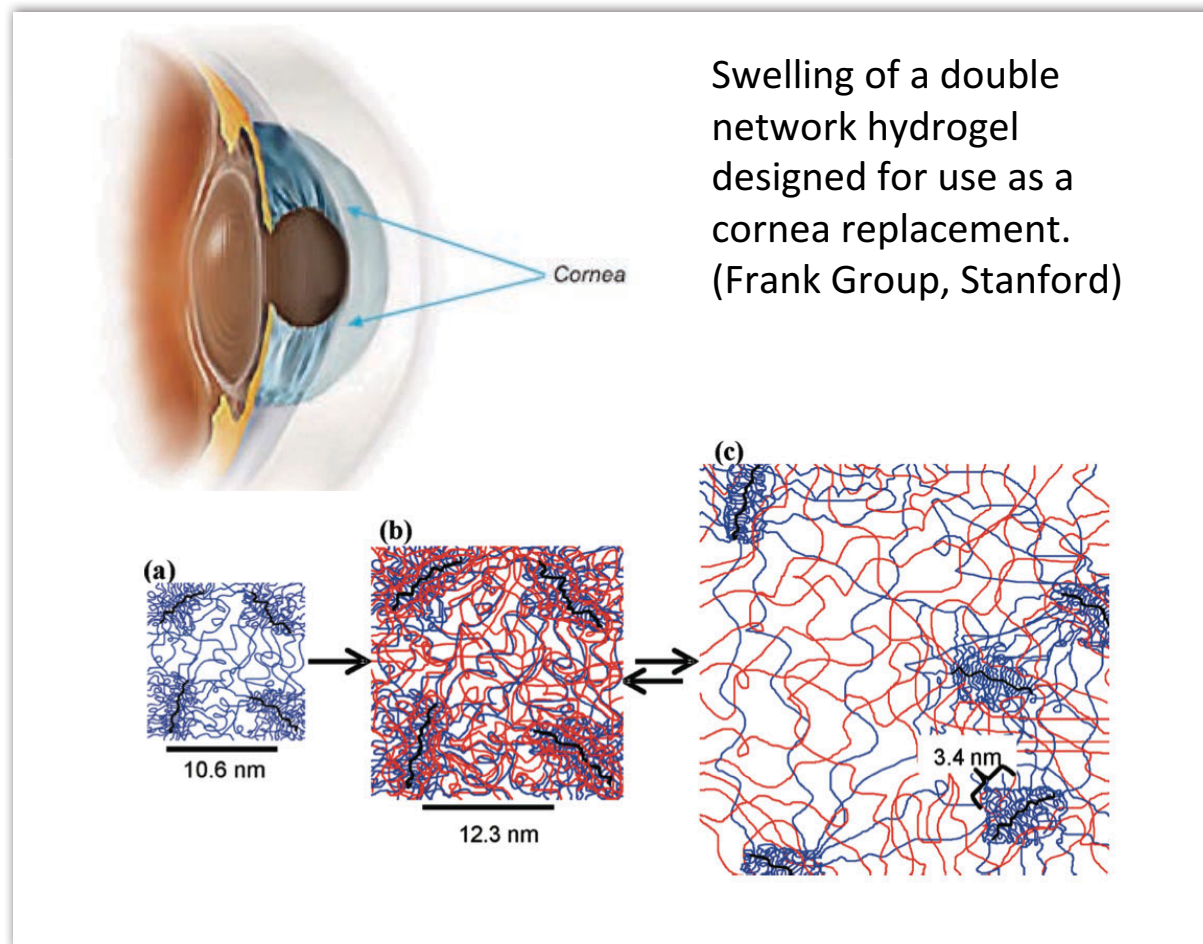 Swelling of a double
network hydrogel
designed for use as a
cornea replacement.
(Frank Group, Stanford)
Cornea
(a)
10.6 nm
(b)
12.3 nm
(c)
3.4 nm